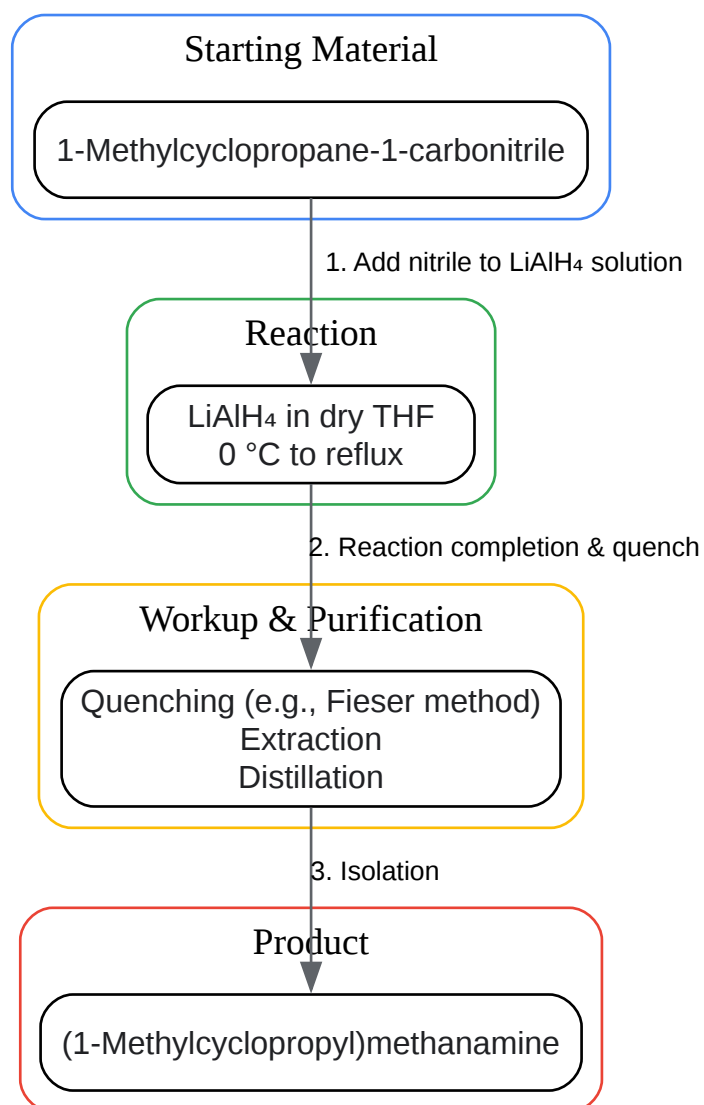 Starting Material
1-Methylcyclopropane-1-carbonitrile
1. Add nitrile to LiAlH₄ solution
Reaction
LiAlH₄ in dry THF
0 °C to reflux
2. Reaction completion & quench
Workup & Purification
Quenching (e.g., Fieser method)
Extraction
Distillation
3. Isolation
Product
(1-Methylcyclopropyl)methanamine